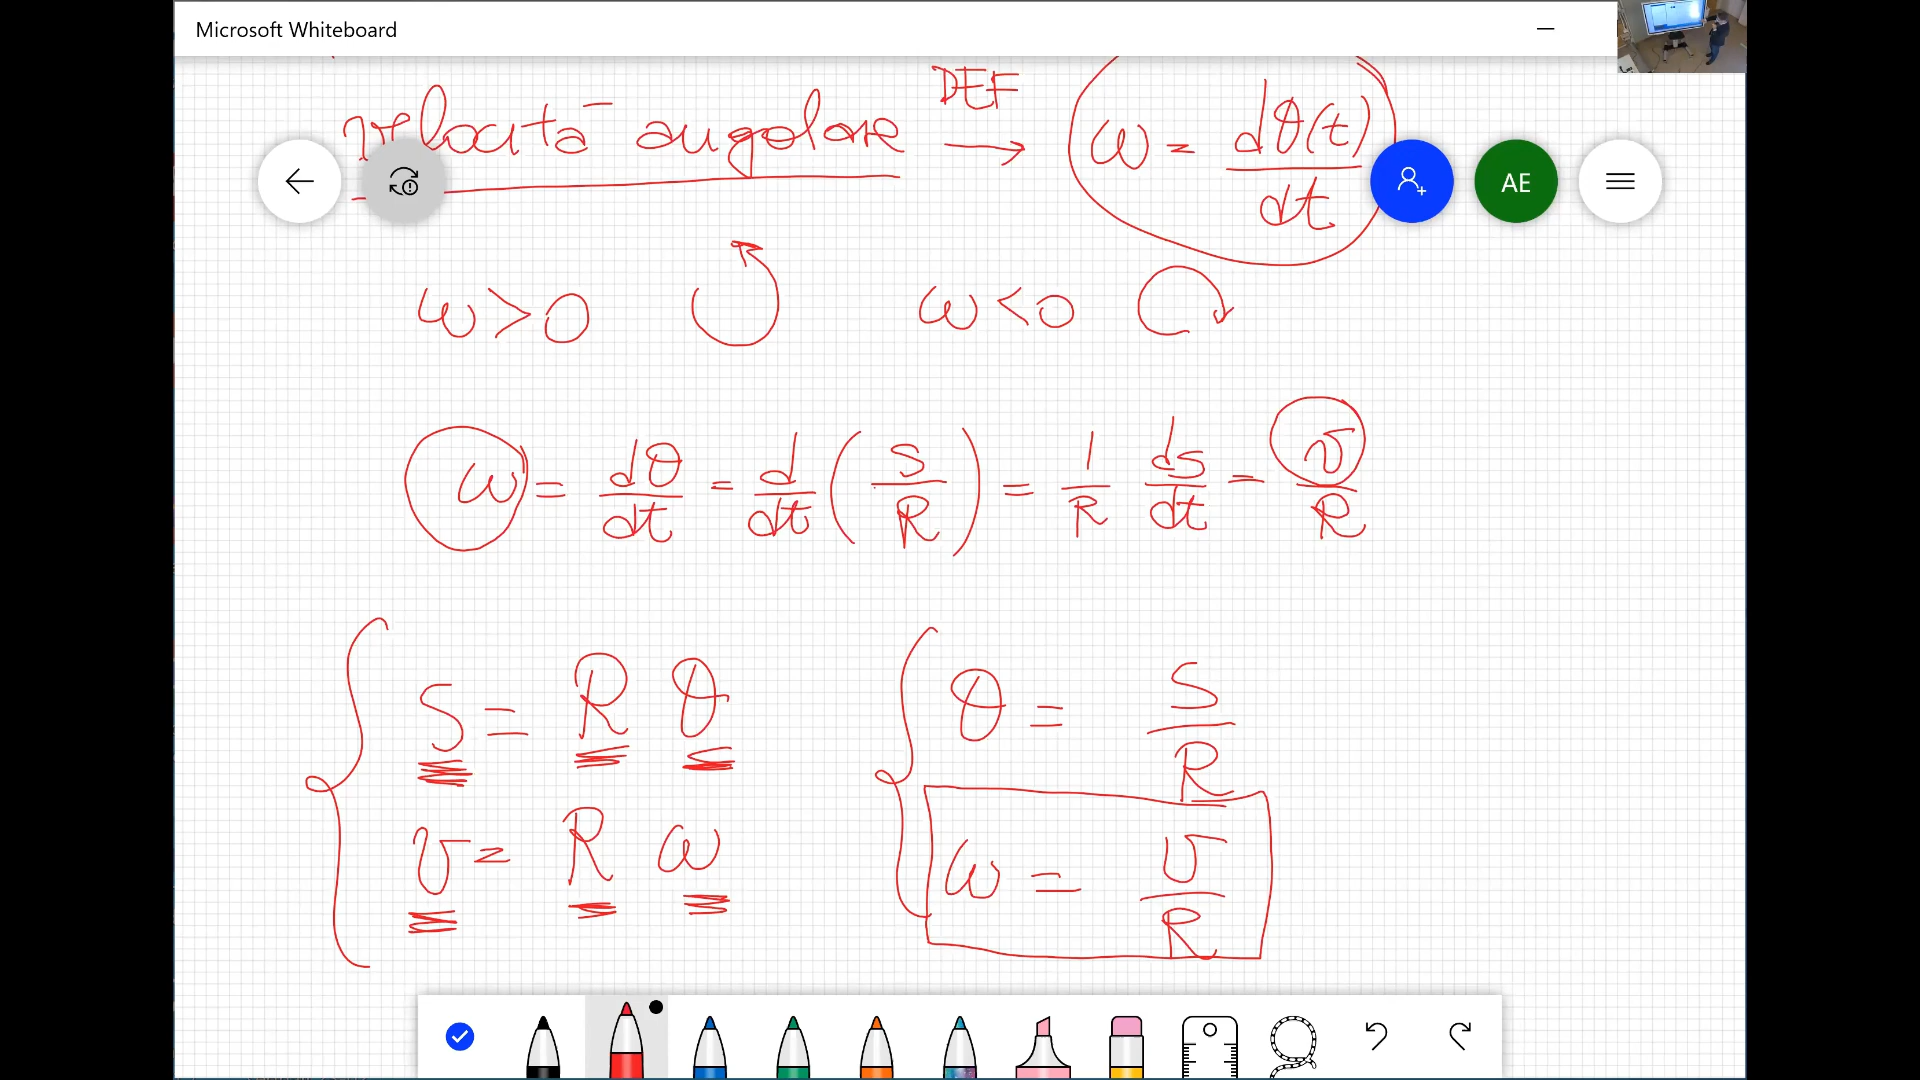 Microsoft Whiteboard
velocità angolare DEF → ω = dθ(t)/dt
AE
ω > 0 ω < 0
ω = dθ/dt = d/dt (s/R) = 1/R ds/dt = v/R
s = R θ θ = s/R
v = R ω ω = v/R